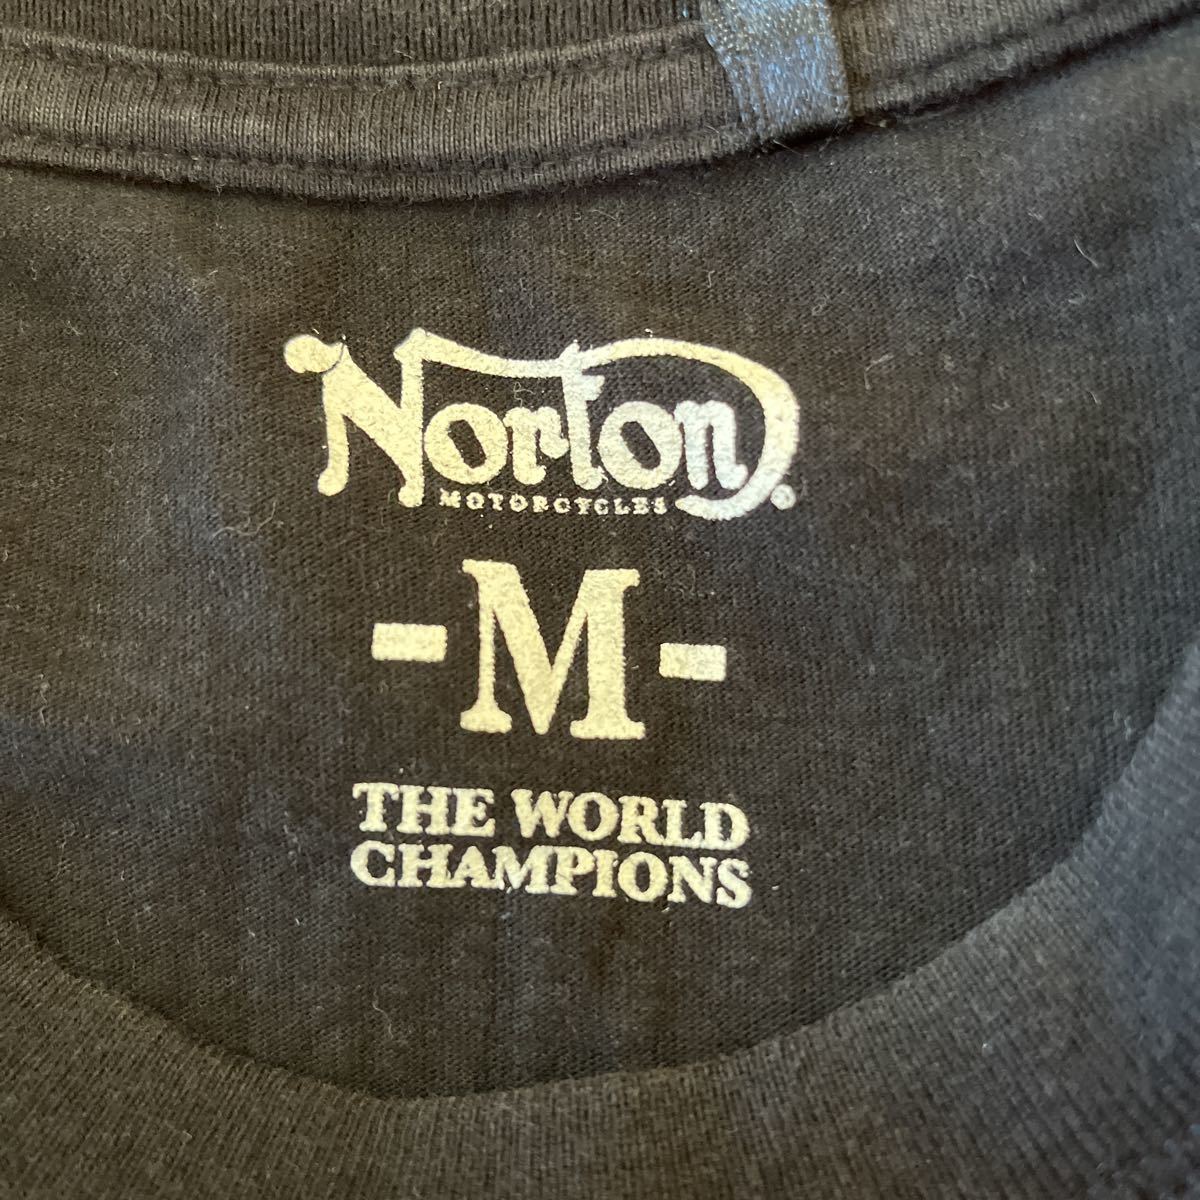 Norton
MOTORCYCLES
-M-
THE WORLD
CHAMPIONS